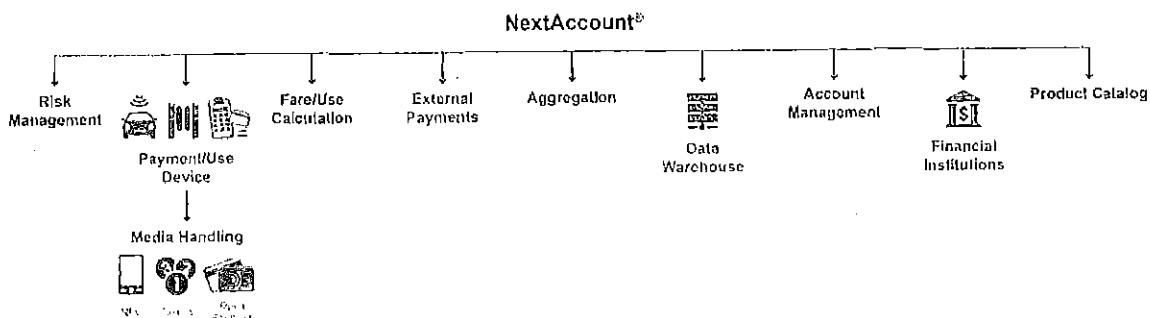 NextAccount®
Risk
Management
Payment/Use
Device
Fare/Use
Calculation
External
Payments
Aggregation
Data
Warehouse
Account
Management
$
Financial
Institutions
Product Catalog
Media Handling